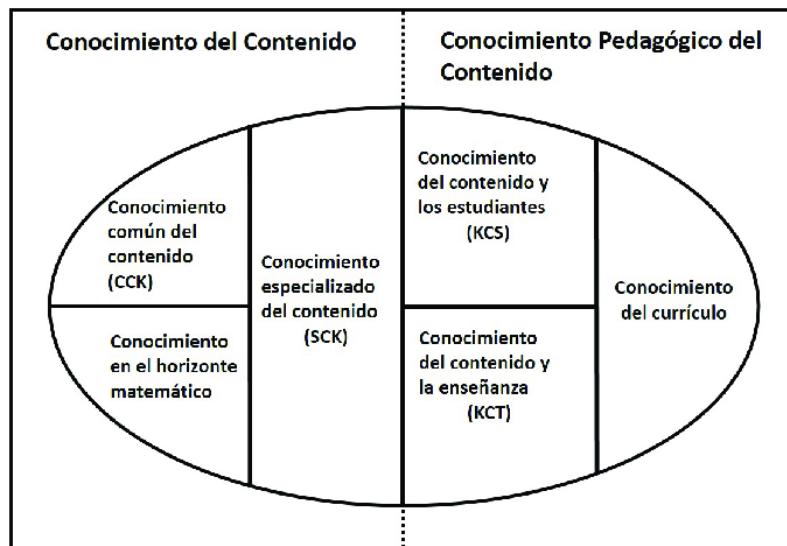 Conocimiento del Contenido
Conocimiento Pedagógico del
Contenido
Conocimiento
común del
contenido
(CCK)
Conocimiento
en el horizonte
matemático
Conocimiento
especializado
del contenido
(SCK)
Conocimiento
del contenido y
los estudiantes
(KCS)
Conocimiento
del contenido y
la enseñanza
(KCT)
Conocimiento
del currículo